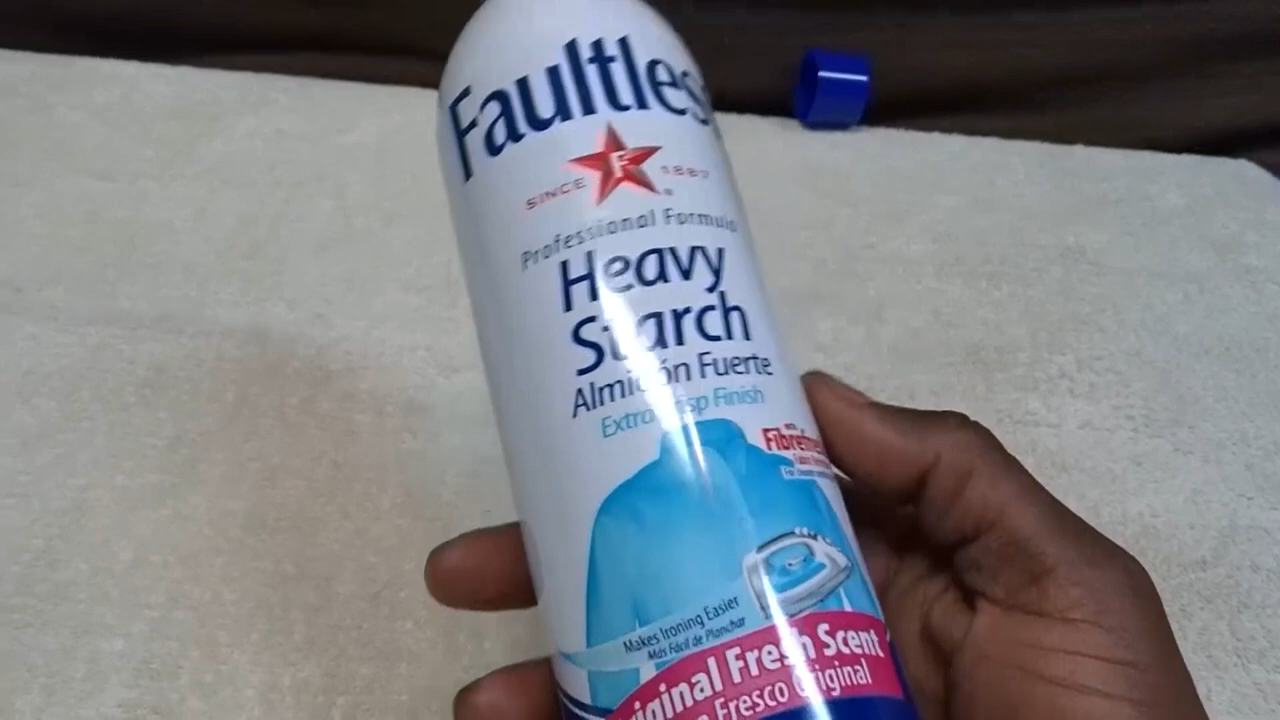 Faultles
SINCE F 1887
Professional Formula
Heavy
Starch
Almidón Fuerte
Extra Crisp Finish
Makes Ironing Easier
Más Fácil de Planchar
Original Fresh Scent
Fresco Original